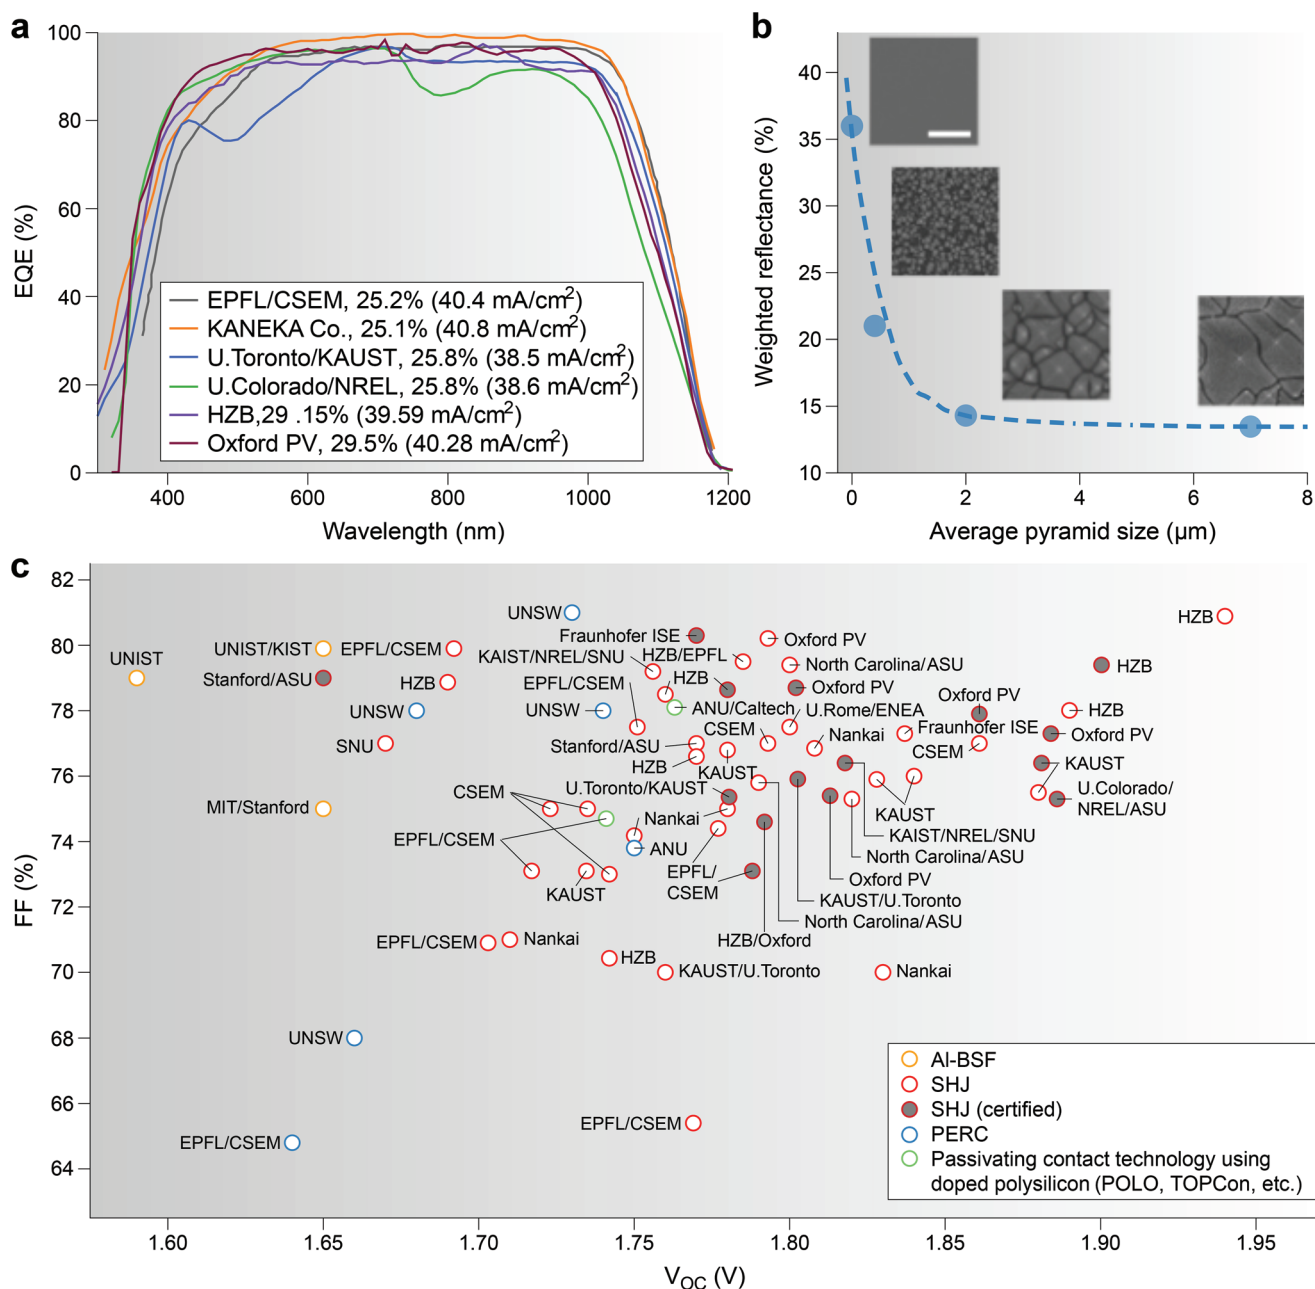 a
100
80
60
40
20
0
EQE (%)
400
600
800
1000
1200
Wavelength (nm)
EPFL/CSEM, 25.2% (40.4 mA/cm²)
KANEKA Co., 25.1% (40.8 mA/cm²)
U.Toronto/KAUST, 25.8% (38.5 mA/cm²)
U.Colorado/NREL, 25.8% (38.6 mA/cm²)
HZB,29 .15% (39.59 mA/cm²)
Oxford PV, 29.5% (40.28 mA/cm²)
b
40
35
30
25
20
15
10
Weighted reflectance (%)
0
2
4
6
8
Average pyramid size (µm)
c
82
80
78
76
74
72
70
68
66
64
FF (%)
UNSW
HZB
UNIST
UNIST/KIST
EPFL/CSEM
Fraunhofer ISE
Oxford PV
KAIST/NREL/SNU
HZB/EPFL
North Carolina/ASU
HZB
Stanford/ASU
HZB
EPFL/CSEM
HZB
Oxford PV
Oxford PV
UNSW
UNSW
ANU/Caltech
U.Rome/ENEA
HZB
SNU
Stanford/ASU
CSEM
Nankai
Fraunhofer ISE
CSEM
Oxford PV
HZB
KAUST
KAUST
MIT/Stanford
CSEM
U.Toronto/KAUST
KAUST
U.Colorado/
NREL/ASU
EPFL/CSEM
Nankai
ANU
KAIST/NREL/SNU
North Carolina/ASU
KAUST
EPFL/
CSEM
Oxford PV
KAUST/U.Toronto
North Carolina/ASU
EPFL/CSEM
Nankai
HZB/Oxford
HZB
KAUST/U.Toronto
Nankai
UNSW
EPFL/CSEM
EPFL/CSEM
Al-BSF
SHJ
SHJ (certified)
PERC
Passivating contact technology using
doped polysilicon (POLO, TOPCon, etc.)
1.60
1.65
1.70
1.75
1.80
1.85
1.90
1.95
V_OC (V)